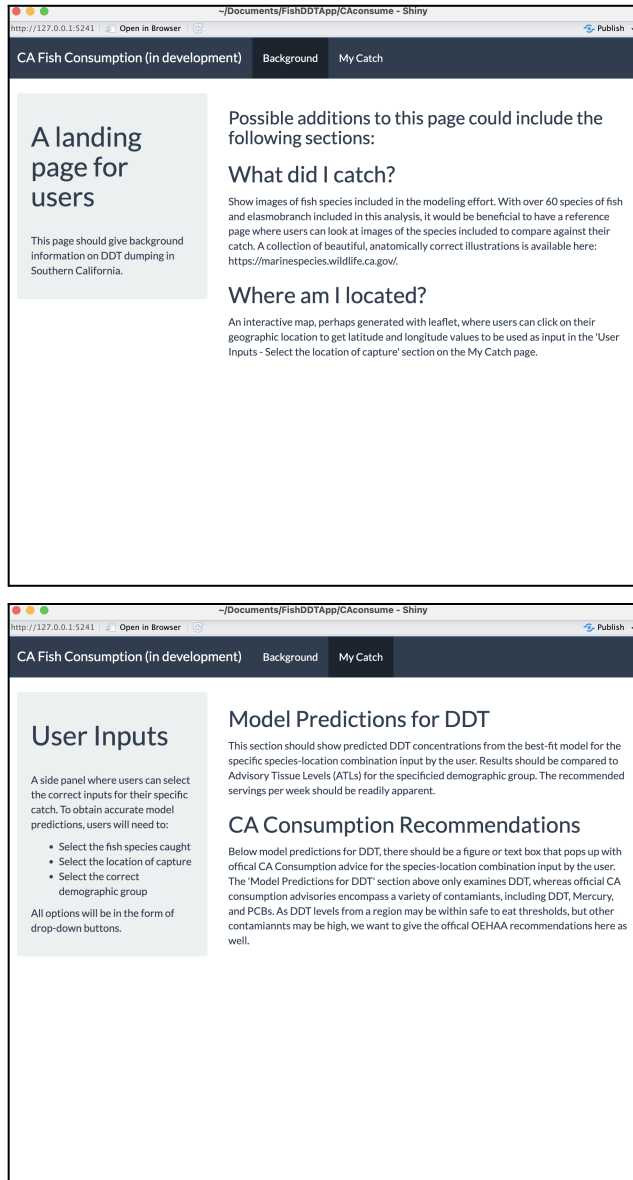 ~/Documents/FishDDTApp/CAconsume - Shiny
http://127.0.0.1:5241 Open in Browser Publish
CA Fish Consumption (in development) Background My Catch
A landing
page for
users
This page should give background
information on DDT dumping in
Southern California.
Possible additions to this page could include the
following sections:
What did I catch?
Show images of fish species included in the modeling effort. With over 60 species of fish
and elasmobranch included in this analysis, it would be beneficial to have a reference
page where users can look at images of the species included to compare against their
catch. A collection of beautiful, anatomically correct illustrations is available here:
https://marinespecies.wildlife.ca.gov/.
Where am I located?
An interactive map, perhaps generated with leaflet, where users can click on their
geographic location to get latitude and longitude values to be used as input in the 'User
Inputs - Select the location of capture' section on the My Catch page.
~/Documents/FishDDTApp/CAconsume - Shiny
http://127.0.0.1:5241 Open in Browser Publish
CA Fish Consumption (in development) Background My Catch
User Inputs
A side panel where users can select
the correct inputs for their specific
catch. To obtain accurate model
predictions, users will need to:
• Select the fish species caught
• Select the location of capture
• Select the correct
demographic group
All options will be in the form of
drop-down buttons.
Model Predictions for DDT
This section should show predicted DDT concentrations from the best-fit model for the
specific species-location combination input by the user. Results should be compared to
Advisory Tissue Levels (ATLs) for the specificied demographic group. The recommended
servings per week should be readily apparent.
CA Consumption Recommendations
Below model predictions for DDT, there should be a figure or text box that pops up with
offical CA Consumption advice for the species-location combination input by the user.
The 'Model Predictions for DDT' section above only examines DDT, whereas official CA
consumption advisories encompass a variety of contamiants, including DDT, Mercury,
and PCBs. As DDT levels from a region may be within safe to eat thresholds, but other
contamiannts may be high, we want to give the offical OEHAA recommendations here as
well.